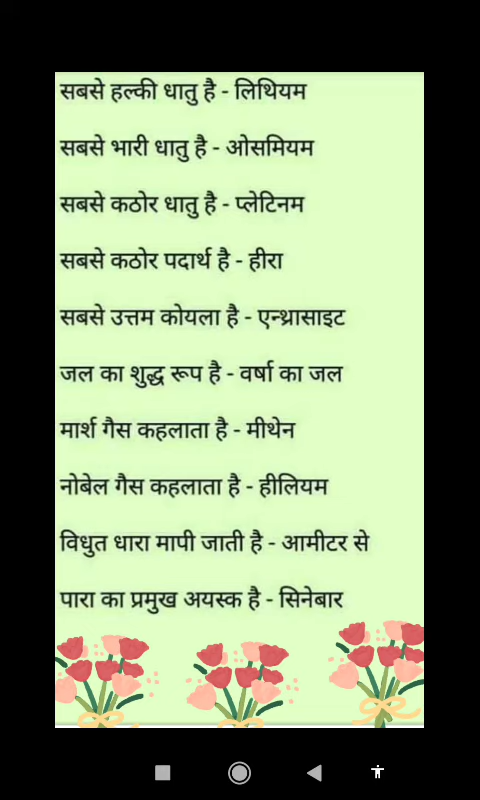 सबसे हल्की धातु है - लिथियम
सबसे भारी धातु है - ओसमियम
सबसे कठोर धातु है - प्लेटिनम
सबसे कठोर पदार्थ है - हीरा
सबसे उत्तम कोयला है - एन्थ्रासाइट
जल का शुद्ध रूप है - वर्षा का जल
मार्श गैस कहलाता है - मीथेन
नोबेल गैस कहलाता है - हीलियम
विधुत धारा मापी जाती है - आमीटर से
पारा का प्रमुख अयस्क है - सिनेबार